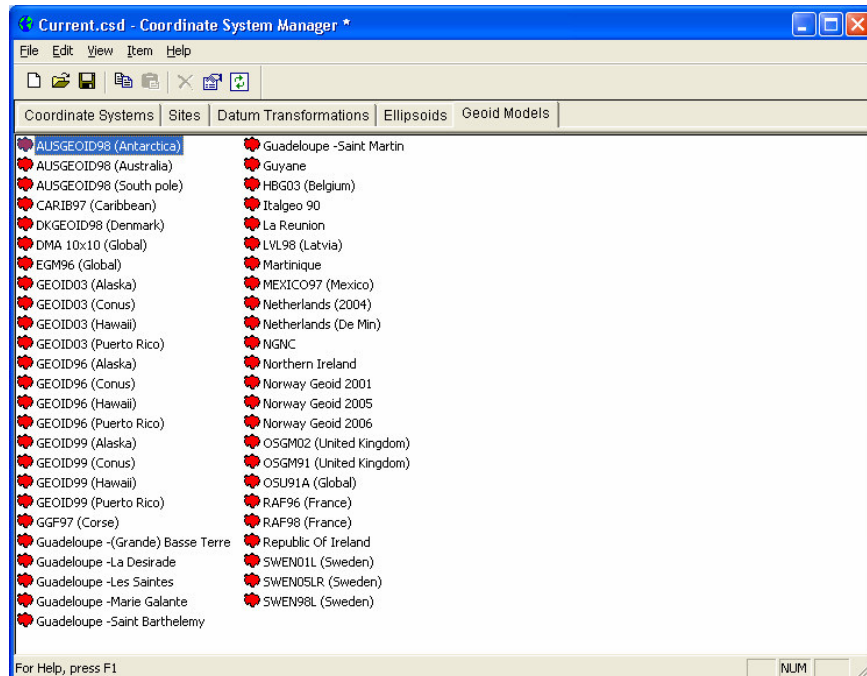 Current.csd - Coordinate System Manager *
File Edit View Item Help
Coordinate Systems Sites Datum Transformations Ellipsoids Geoid Models
AUSGEOID98 (Antarctica)
AUSGEOID98 (Australia)
AUSGEOID98 (South pole)
CARIB97 (Caribbean)
DKGEOID98 (Denmark)
DMA 10x10 (Global)
EGM96 (Global)
GEOID03 (Alaska)
GEOID03 (Conus)
GEOID03 (Hawaii)
GEOID03 (Puerto Rico)
GEOID96 (Alaska)
GEOID96 (Conus)
GEOID96 (Hawaii)
GEOID96 (Puerto Rico)
GEOID99 (Alaska)
GEOID99 (Conus)
GEOID99 (Hawaii)
GEOID99 (Puerto Rico)
GGF97 (Corse)
Guadeloupe -(Grande) Basse Terre
Guadeloupe -La Desirade
Guadeloupe -Les Saintes
Guadeloupe -Marie Galante
Guadeloupe -Saint Barthelemy
Guadeloupe -Saint Martin
Guyane
HBG03 (Belgium)
Italgeo 90
La Reunion
LVL98 (Latvia)
Martinique
MEXICO97 (Mexico)
Netherlands (2004)
Netherlands (De Min)
NGNC
Northern Ireland
Norway Geoid 2001
Norway Geoid 2005
Norway Geoid 2006
OSGM02 (United Kingdom)
OSGM91 (United Kingdom)
OSU91A (Global)
RAF96 (France)
RAF98 (France)
Republic Of Ireland
SWEN01L (Sweden)
SWEN05LR (Sweden)
SWEN98L (Sweden)
For Help, press F1
NUM